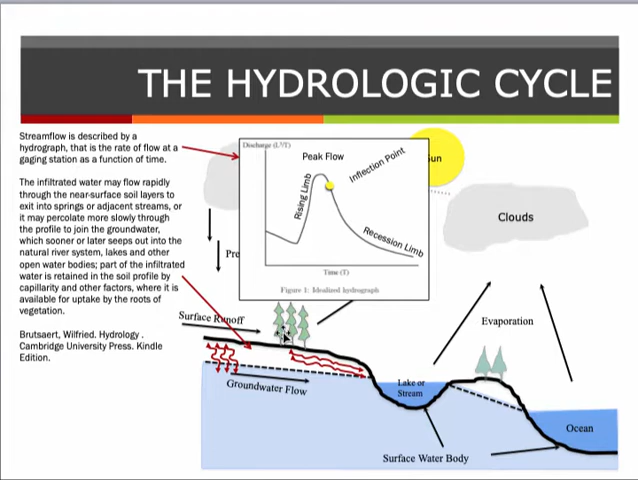 THE HYDROLOGIC CYCLE
Streamflow is described by a
hydrograph, that is the rate of flow at a
gaging station as a function of time.
The infiltrated water may flow rapidly
through the near-surface soil layers to
exit into springs or adjacent streams, or
it may percolate more slowly through
the profile to join the groundwater,
which sooner or later seeps out into the
natural river system, lakes and other
open water bodies; part of the infiltrated
water is retained in the soil profile by
capillarity and other factors, where it is
available for uptake by the roots of
vegetation.
Brutsaert, Wilfried. Hydrology .
Cambridge University Press. Kindle
Edition.
Discharge (L³/T)
Peak Flow
Inflection Point
Rising Limb
Recession Limb
Time (T)
Figure 1: Idealized hydrograph
un
Clouds
Pre
Surface Runoff
Evaporation
Groundwater Flow
Lake or
Stream
Ocean
Surface Water Body